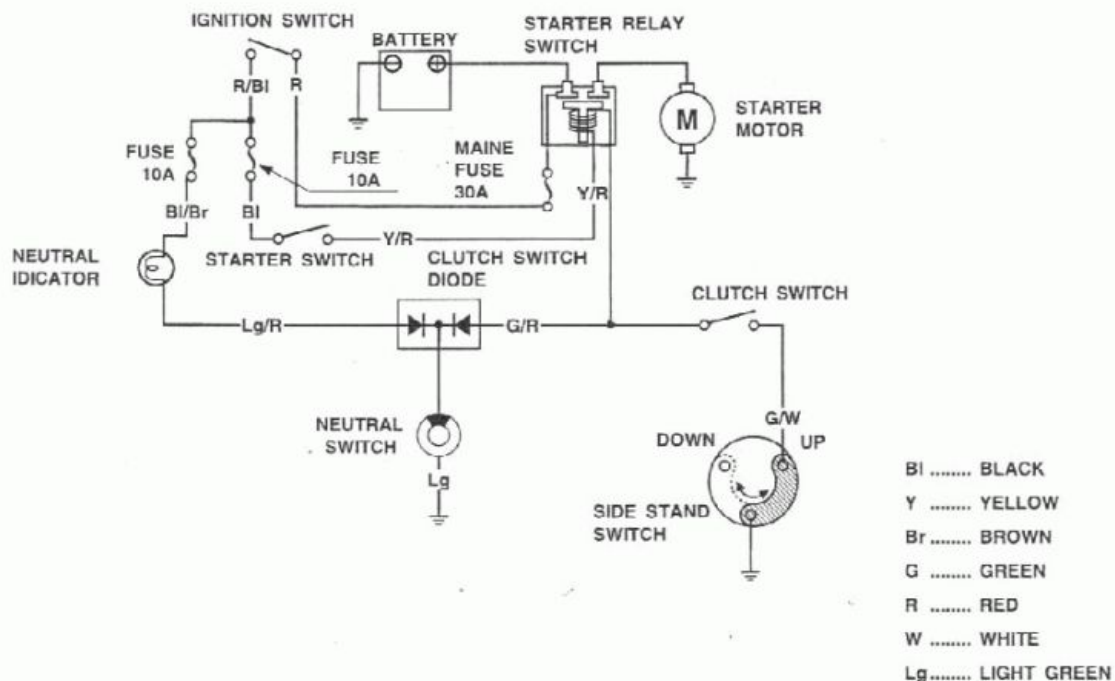 IGNITION SWITCH
BATTERY
STARTER RELAY
SWITCH
R/Bl
R
M
STARTER
MOTOR
FUSE
10A
FUSE
10A
MAINE
FUSE
30A
Y/R
Bl/Br
Bl
Y/R
STARTER SWITCH
CLUTCH SWITCH
DIODE
NEUTRAL
IDICATOR
CLUTCH SWITCH
Lg/R
G/R
NEUTRAL
SWITCH
Lg
G/W
DOWN
UP
SIDE STAND
SWITCH
Bl ........ BLACK
Y ........ YELLOW
Br ........ BROWN
G ........ GREEN
R ........ RED
W ........ WHITE
Lg ........ LIGHT GREEN